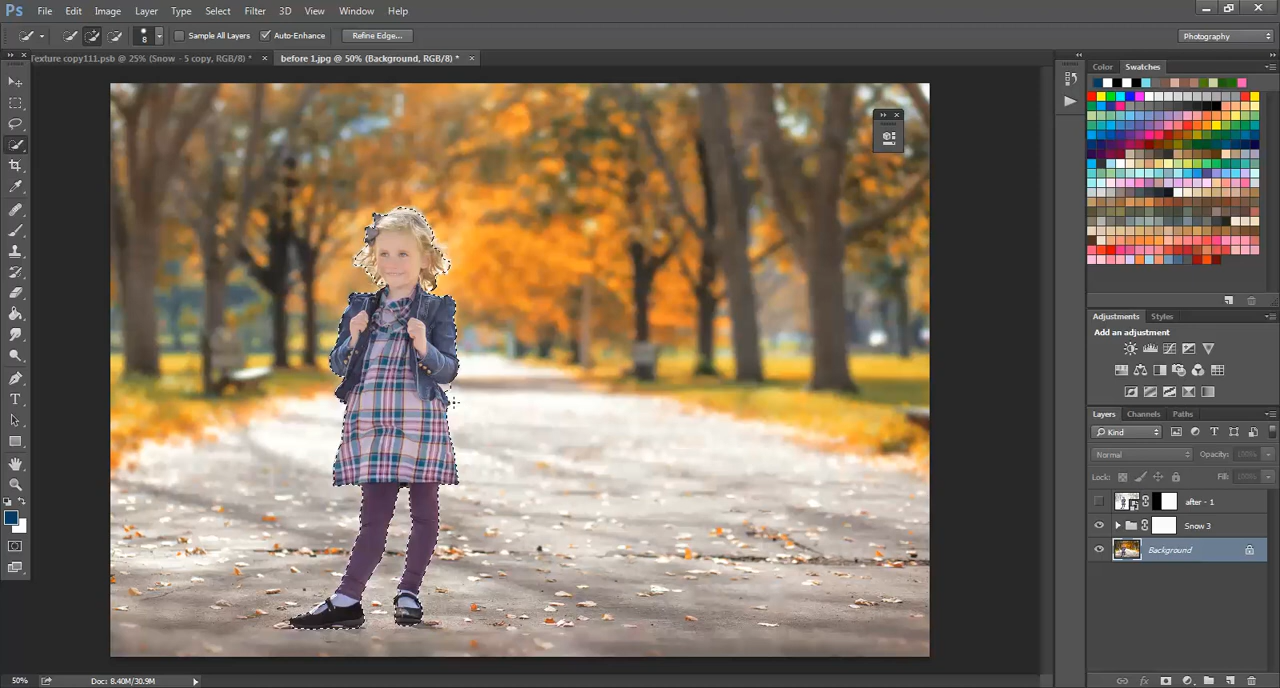 Ps File Edit Image Layer Type Select Filter 3D View Window Help
8 Sample All Layers Auto-Enhance Refine Edge... Photography
Texture copy111.psb @ 25% (Snow - 5 copy, RGB/8) * × before 1.jpg @ 50% (Background, RGB/8) * ×
Color Swatches
Adjustments Styles
Add an adjustment
Layers Channels Paths
Kind
Normal Opacity: 100%
Lock: Fill: 100%
after - 1
Snow 3
Background
50% Doc: 8.40M/30.9M